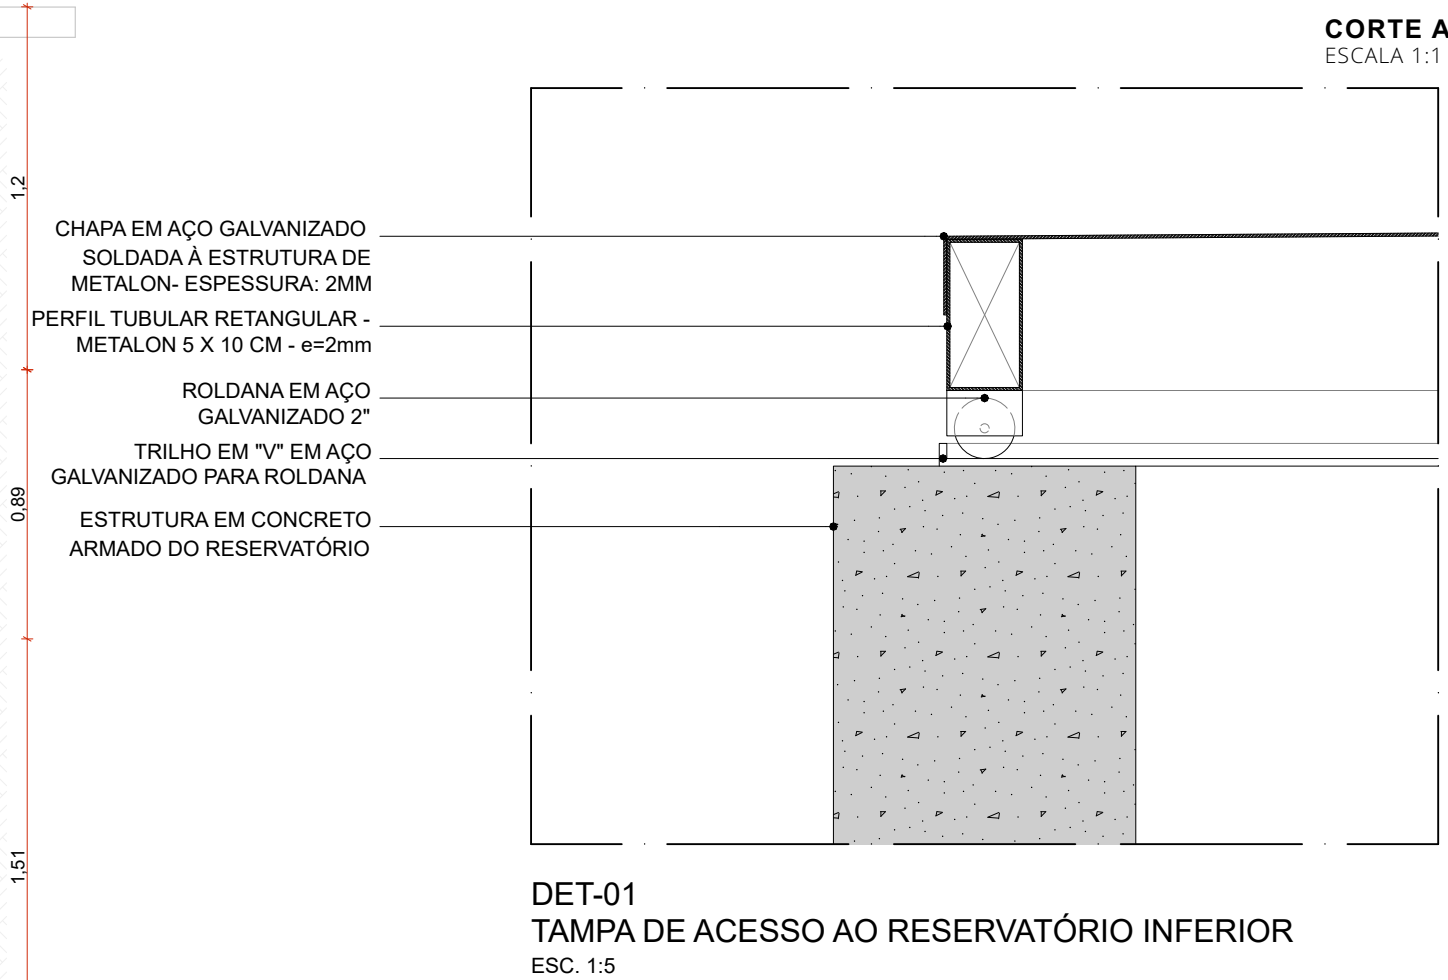 CORTE A
ESCALA 1:1
1,2
CHAPA EM AÇO GALVANIZADO
SOLDADA À ESTRUTURA DE
METALON- ESPESSURA: 2MM
PERFIL TUBULAR RETANGULAR -
METALON 5 X 10 CM - e=2mm
ROLDANA EM AÇO
GALVANIZADO 2"
TRILHO EM "V" EM AÇO
GALVANIZADO PARA ROLDANA
0,89
ESTRUTURA EM CONCRETO
ARMADO DO RESERVATÓRIO
1,51
DET-01
TAMPA DE ACESSO AO RESERVATÓRIO INFERIOR
ESC. 1:5